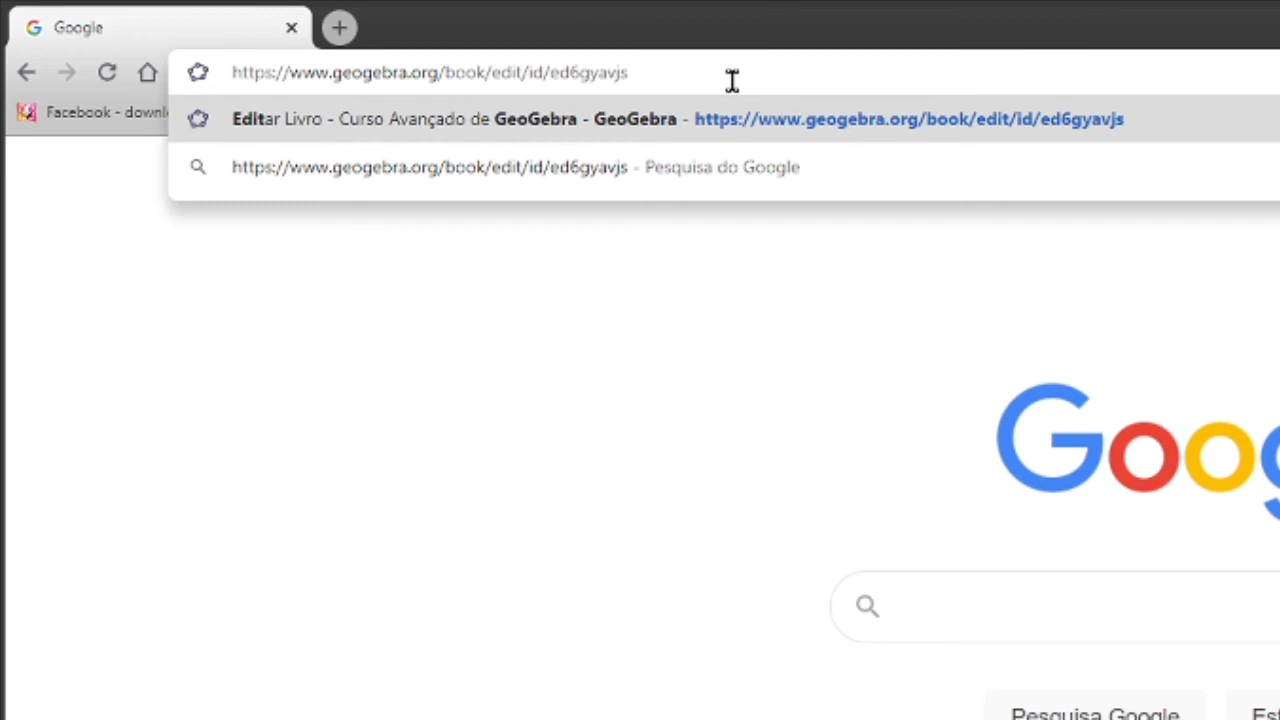 Google
https://www.geogebra.org/book/edit/id/ed6gyavjs
Facebook - downl
Editar Livro - Curso Avançado de GeoGebra - GeoGebra - https://www.geogebra.org/book/edit/id/ed6gyavjs
https://www.geogebra.org/book/edit/id/ed6gyavjs - Pesquisa do Google
Goog
Pesquisa Google
Est